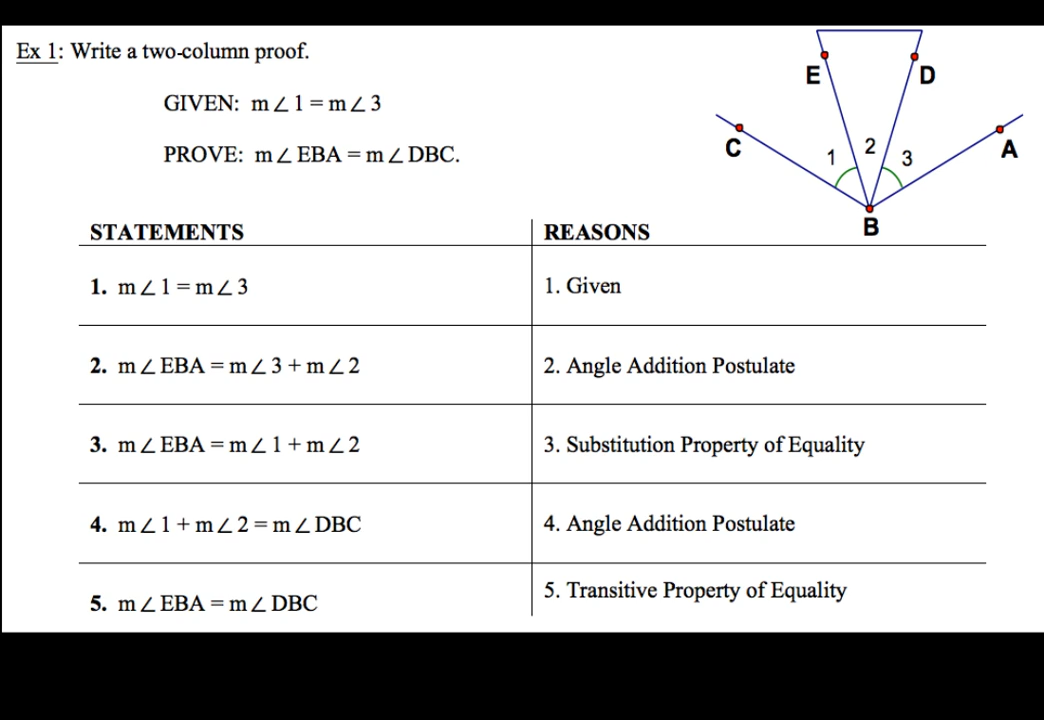 Ex 1: Write a two-column proof.
GIVEN: m∠1 = m∠3
PROVE: m∠EBA = m∠DBC.
E D
C 1 2 3 A
B
STATEMENTS REASONS
1. m∠1 = m∠3 1. Given
2. m∠EBA = m∠3 + m∠2 2. Angle Addition Postulate
3. m∠EBA = m∠1 + m∠2 3. Substitution Property of Equality
4. m∠1 + m∠2 = m∠DBC 4. Angle Addition Postulate
5. m∠EBA = m∠DBC 5. Transitive Property of Equality